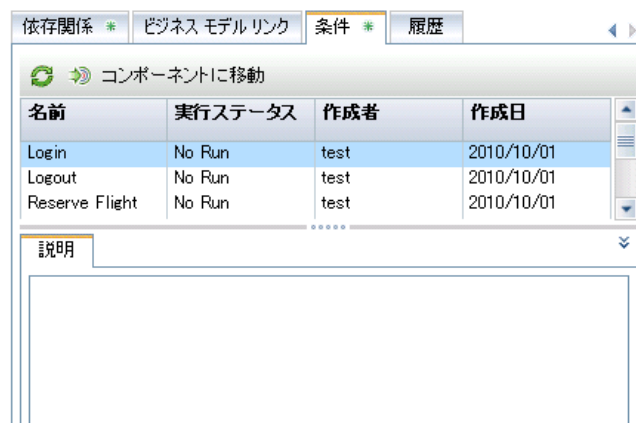 依存関係 * ビジネス モデル リンク 条件 * 履歴
コンポーネントに移動
名前 実行ステータス 作成者 作成日
Login No Run test 2010/10/01
Logout No Run test 2010/10/01
Reserve Flight No Run test 2010/10/01
説明